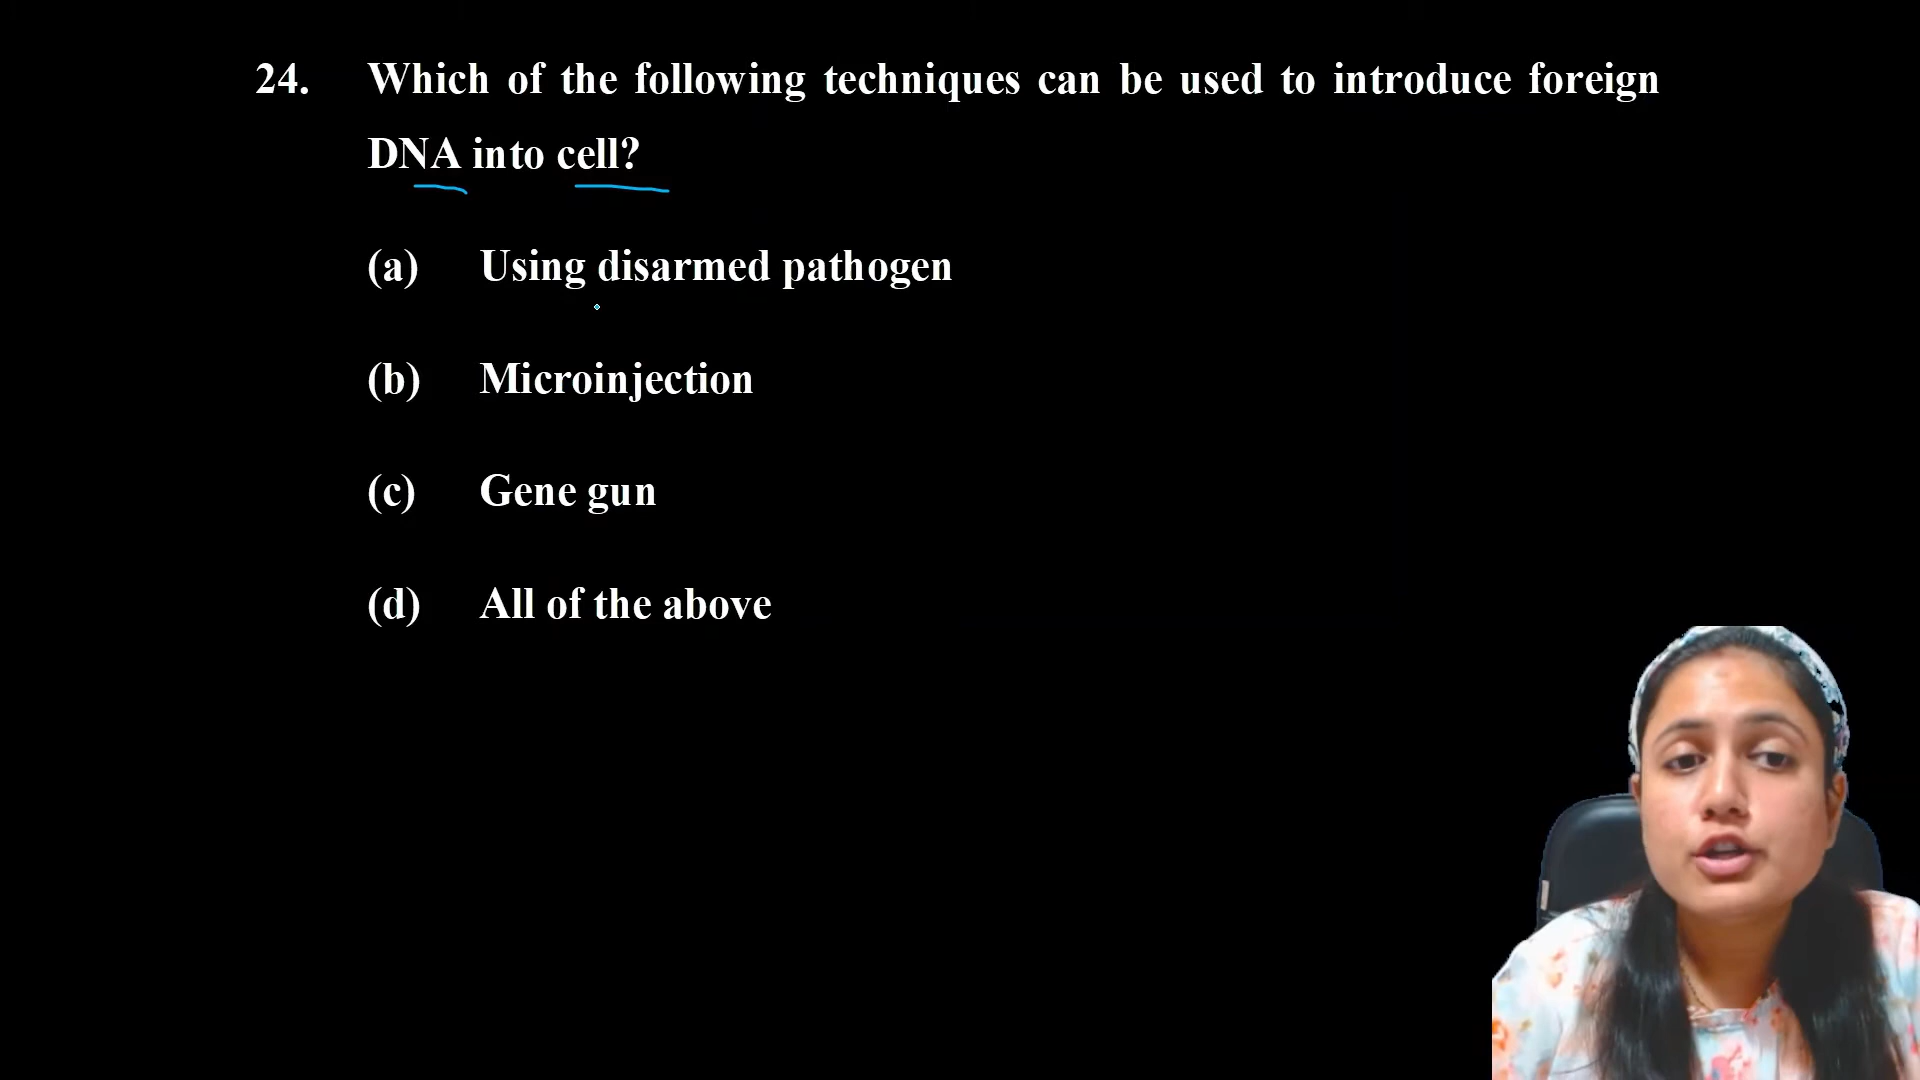 24. Which of the following techniques can be used to introduce foreign
DNA into cell?
(a) Using disarmed pathogen
(b) Microinjection
(c) Gene gun
(d) All of the above